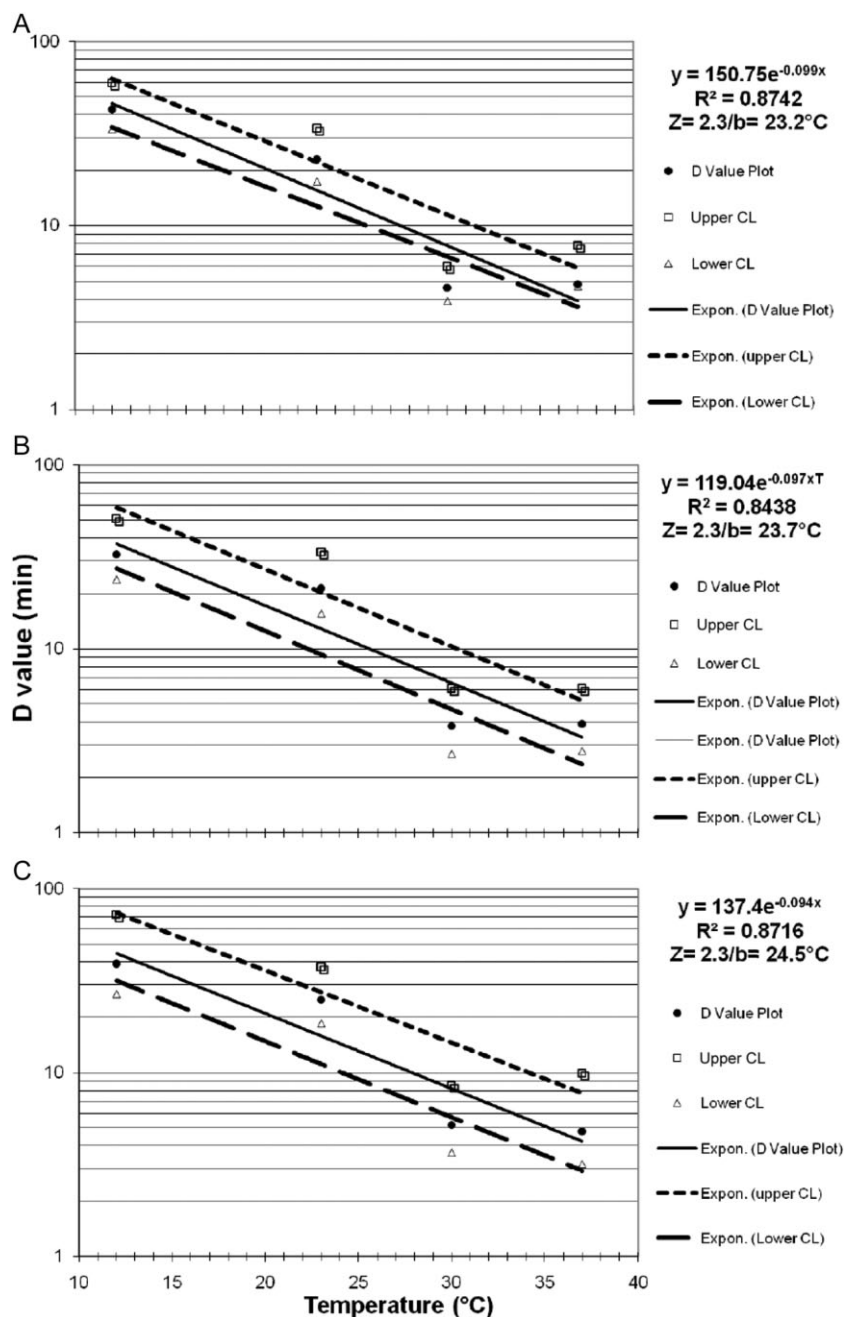 A
100
10
1
y = 150.75e^-0.099x
R² = 0.8742
Z= 2.3/b= 23.2°C
D Value Plot
Upper CL
Lower CL
Expon. (D Value Plot)
Expon. (upper CL)
Expon. (Lower CL)
B
100
10
1
D value (min)
y = 119.04e^-0.097xT
R² = 0.8438
Z= 2.3/b= 23.7°C
D Value Plot
Upper CL
Lower CL
Expon. (D Value Plot)
Expon. (D Value Plot)
Expon. (upper CL)
Expon. (Lower CL)
C
100
10
1
y = 137.4e^-0.094x
R² = 0.8716
Z= 2.3/b= 24.5°C
D Value Plot
Upper CL
Lower CL
Expon. (D Value Plot)
Expon. (upper CL)
Expon. (Lower CL)
10 15 20 25 30 35 40
Temperature (°C)